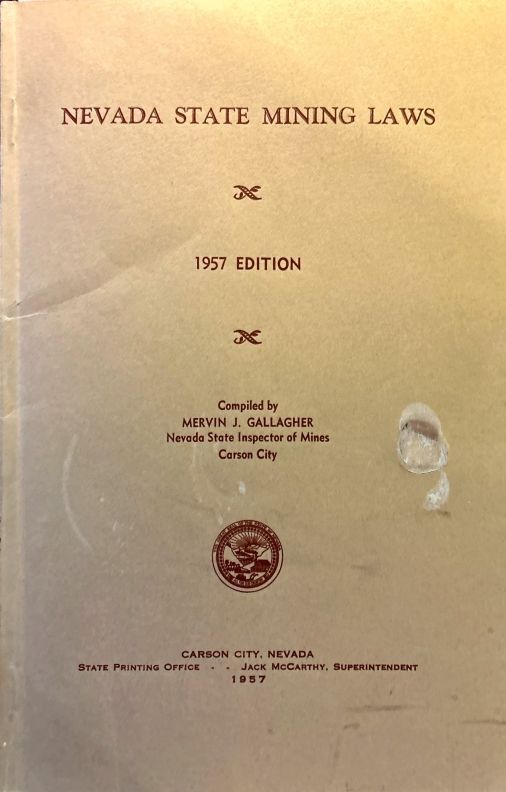 NEVADA STATE MINING LAWS
1957 EDITION
Compiled by
MERVIN J. GALLAGHER
Nevada State Inspector of Mines
Carson City
CARSON CITY, NEVADA
STATE PRINTING OFFICE - - JACK MCCARTHY, SUPERINTENDENT
1957